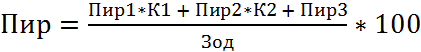 Пир = (Пир1*К1 + Пир2*К2 + Пир3) / Зод * 100